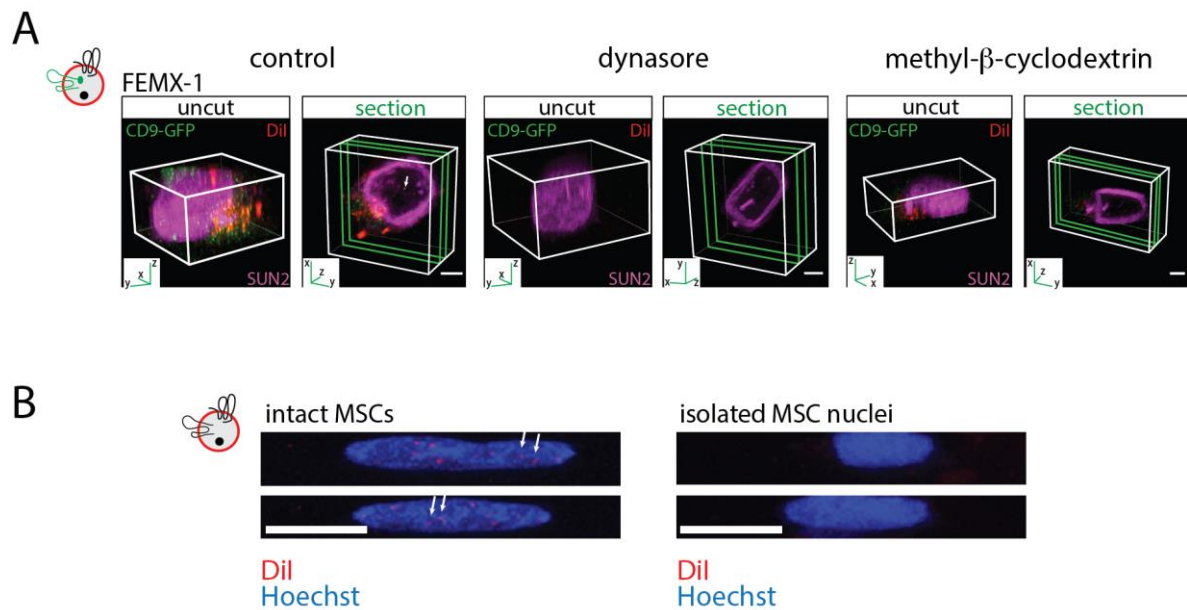 A
control
dynasore
methyl-β-cyclodextrin
FEMX-1
uncut
section
uncut
section
uncut
section
CD9-GFP
DiI
CD9-GFP
DiI
CD9-GFP
DiI
SUN2
SUN2
SUN2
z
x
y
x
z
y
z
x
y
y
x
z
z
y
x
x
z
y
B
intact MSCs
isolated MSC nuclei
DiI
Hoechst
DiI
Hoechst